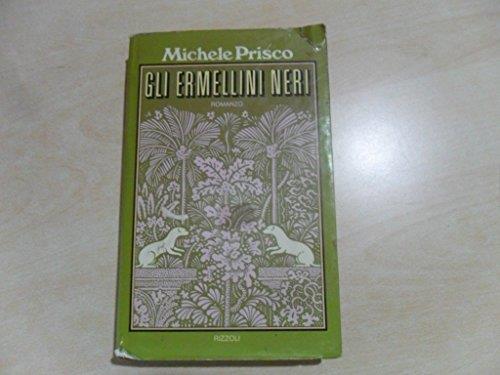 Michele Prisco
GLI ERMELLINI NERI
ROMANZO
RIZZOLI